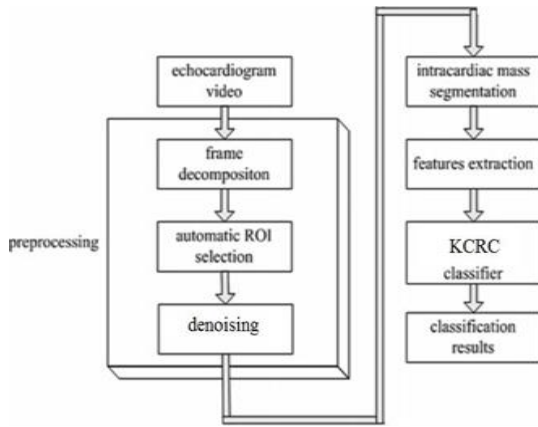 echocardiogram
video
preprocessing
frame
decompositon
automatic ROI
selection
denoising
intracardiac mass
segmentation
features extraction
KCRC
classifier
classification
results